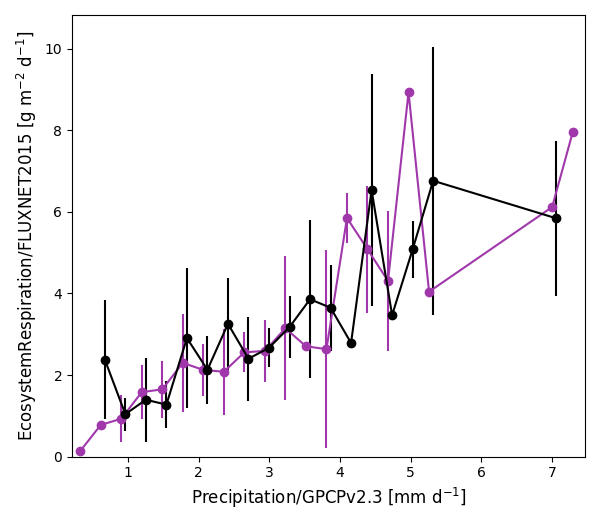 EcosystemRespiration/FLUXNET2015 [g m⁻² d⁻¹]
10
8
6
4
2
0
1 2 3 4 5 6 7
Precipitation/GPCPv2.3 [mm d⁻¹]